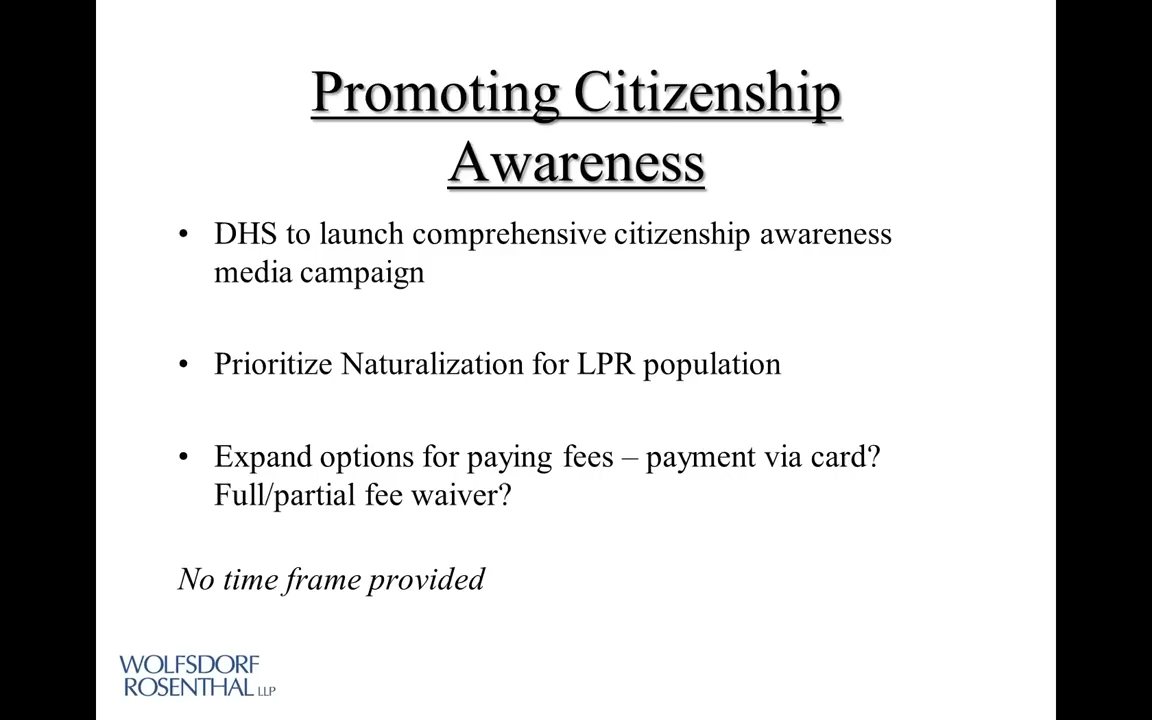 Promoting Citizenship
Awareness
• DHS to launch comprehensive citizenship awareness
media campaign
• Prioritize Naturalization for LPR population
• Expand options for paying fees – payment via card?
Full/partial fee waiver?
No time frame provided
WOLFSDORF
ROSENTHAL LLP